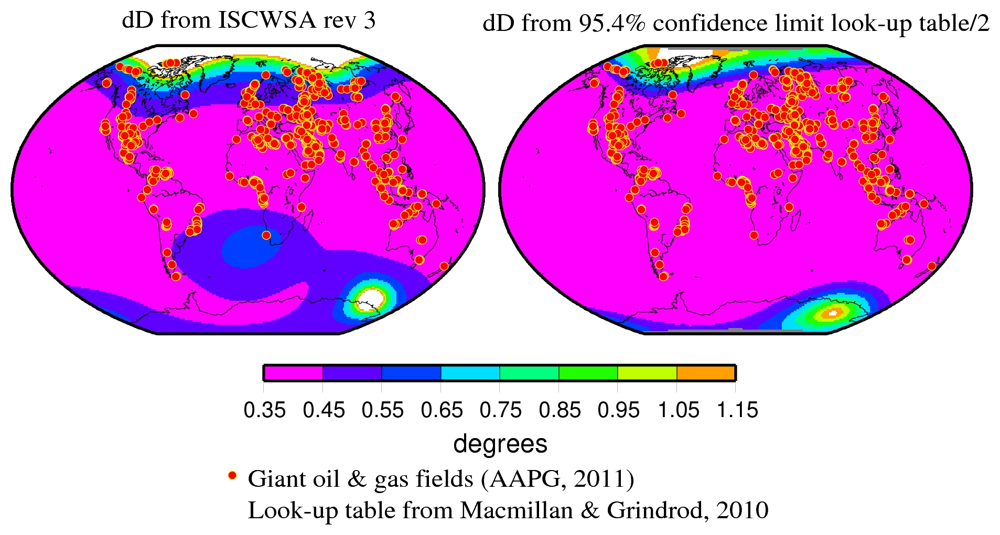 dD from ISCWSA rev 3
dD from 95.4% confidence limit look-up table/2
0.35 0.45 0.55 0.65 0.75 0.85 0.95 1.05 1.15
degrees
Giant oil & gas fields (AAPG, 2011)
Look-up table from Macmillan & Grindrod, 2010